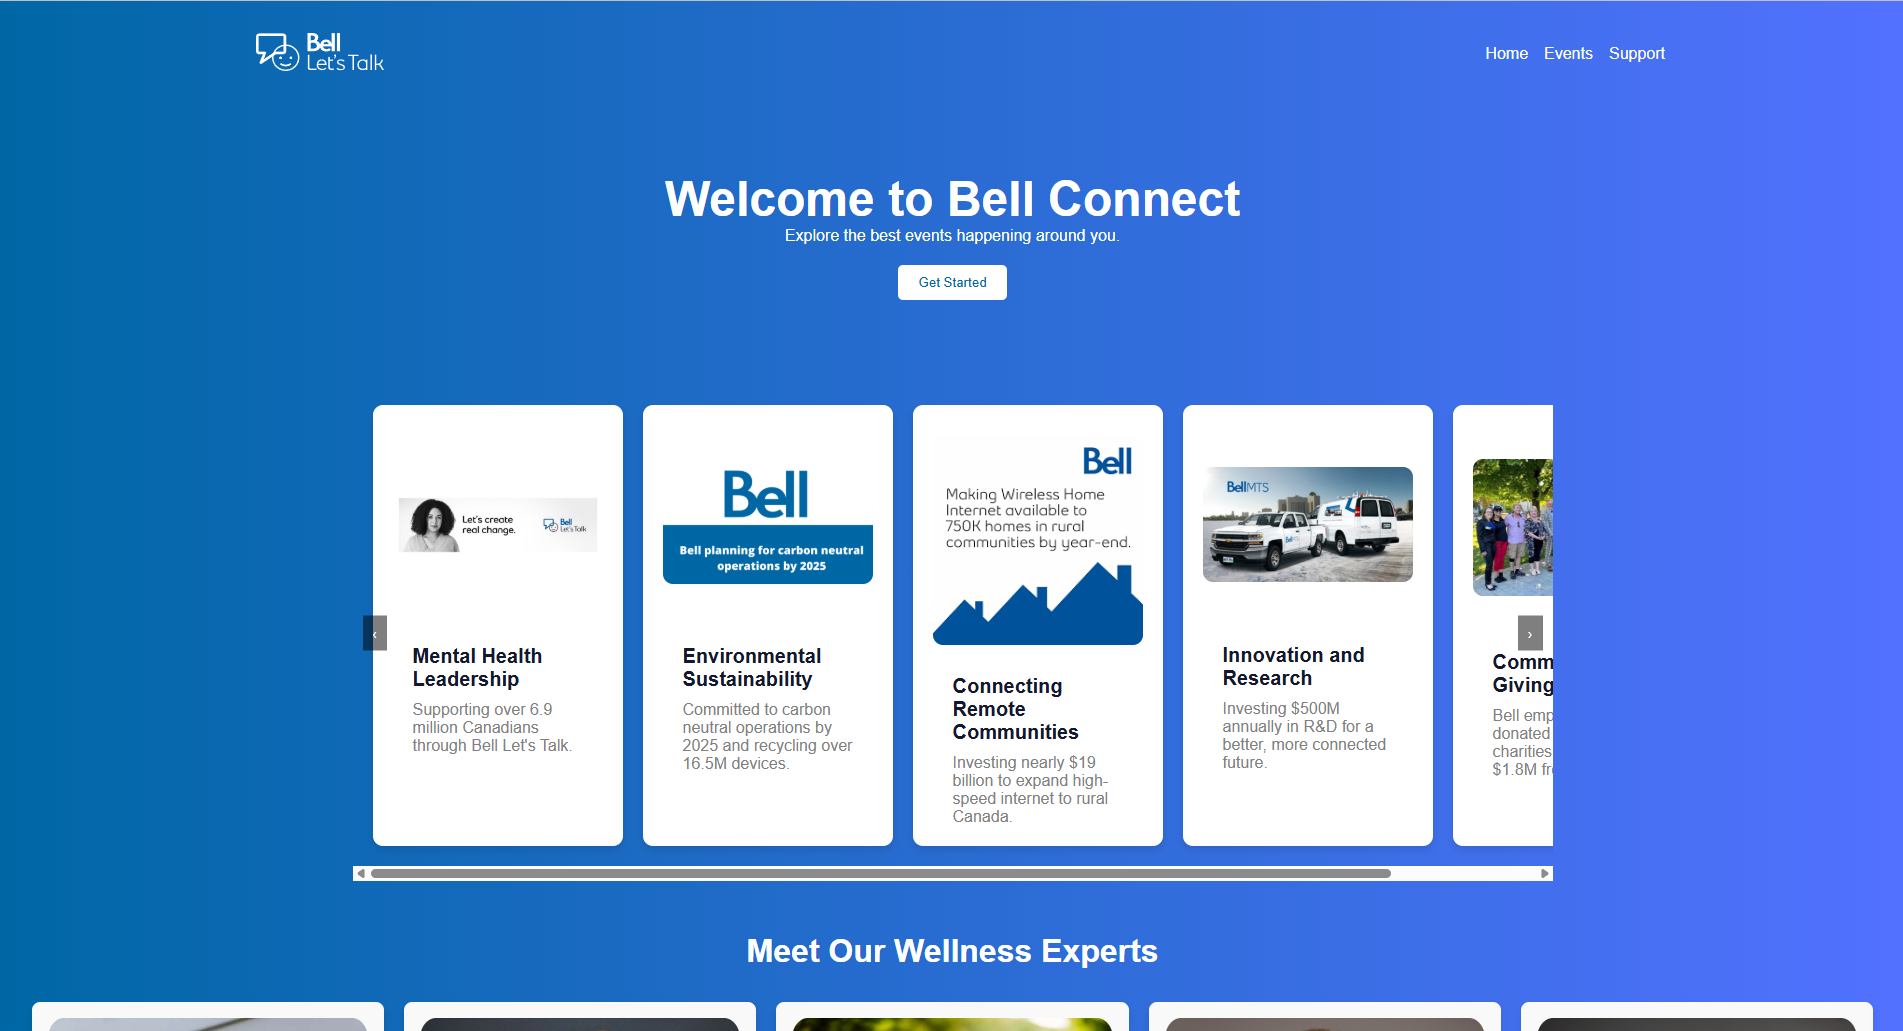 Bell
Let's Talk
Home Events Support
Welcome to Bell Connect
Explore the best events happening around you.
Get Started
Let's create
real change.
Bell
Let's Talk
Mental Health
Leadership
Supporting over 6.9
million Canadians
through Bell Let's Talk.
Bell
Bell planning for carbon neutral
operations by 2025
Environmental
Sustainability
Committed to carbon
neutral operations by
2025 and recycling over
16.5M devices.
Bell
Making Wireless Home
Internet available to
750K homes in rural
communities by year-end.
Connecting
Remote
Communities
Investing nearly $19
billion to expand high-
speed internet to rural
Canada.
BellMTS
Innovation and
Research
Investing $500M
annually in R&D for a
better, more connected
future.
Comm
Giving
Bell emp
donated
charities
$1.8M fr
‹
›
Meet Our Wellness Experts